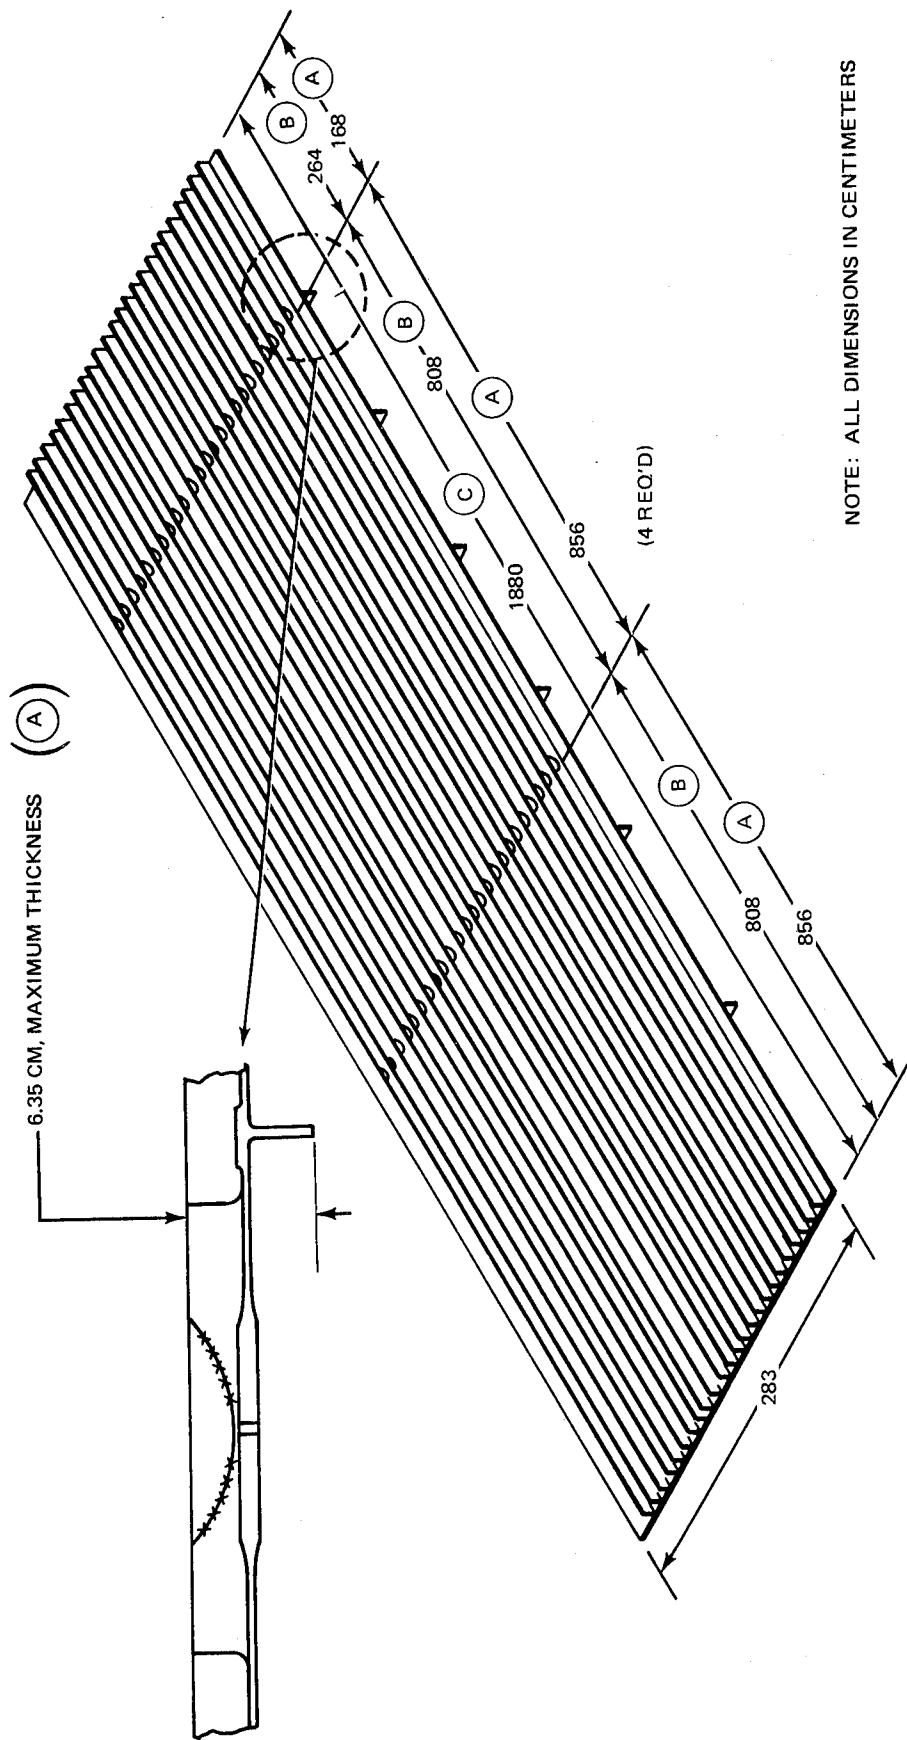 6.35 CM, MAXIMUM THICKNESS
(A)
B
A
264
168
B
808
A
C
1880
856
(4 REQ'D)
B
A
808
856
283
NOTE: ALL DIMENSIONS IN CENTIMETERS